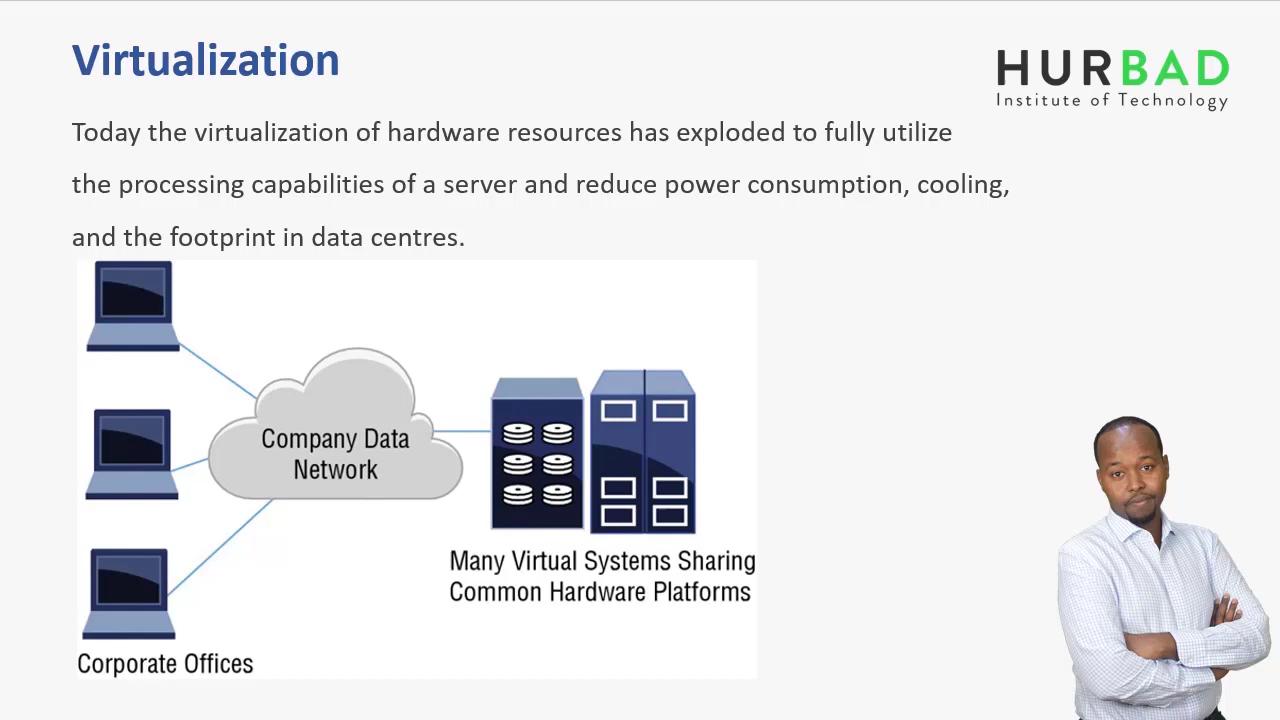 Virtualization
HURBAD
Institute of Technology
Today the virtualization of hardware resources has exploded to fully utilize
the processing capabilities of a server and reduce power consumption, cooling,
and the footprint in data centres.
Company Data
Network
Many Virtual Systems Sharing
Common Hardware Platforms
Corporate Offices